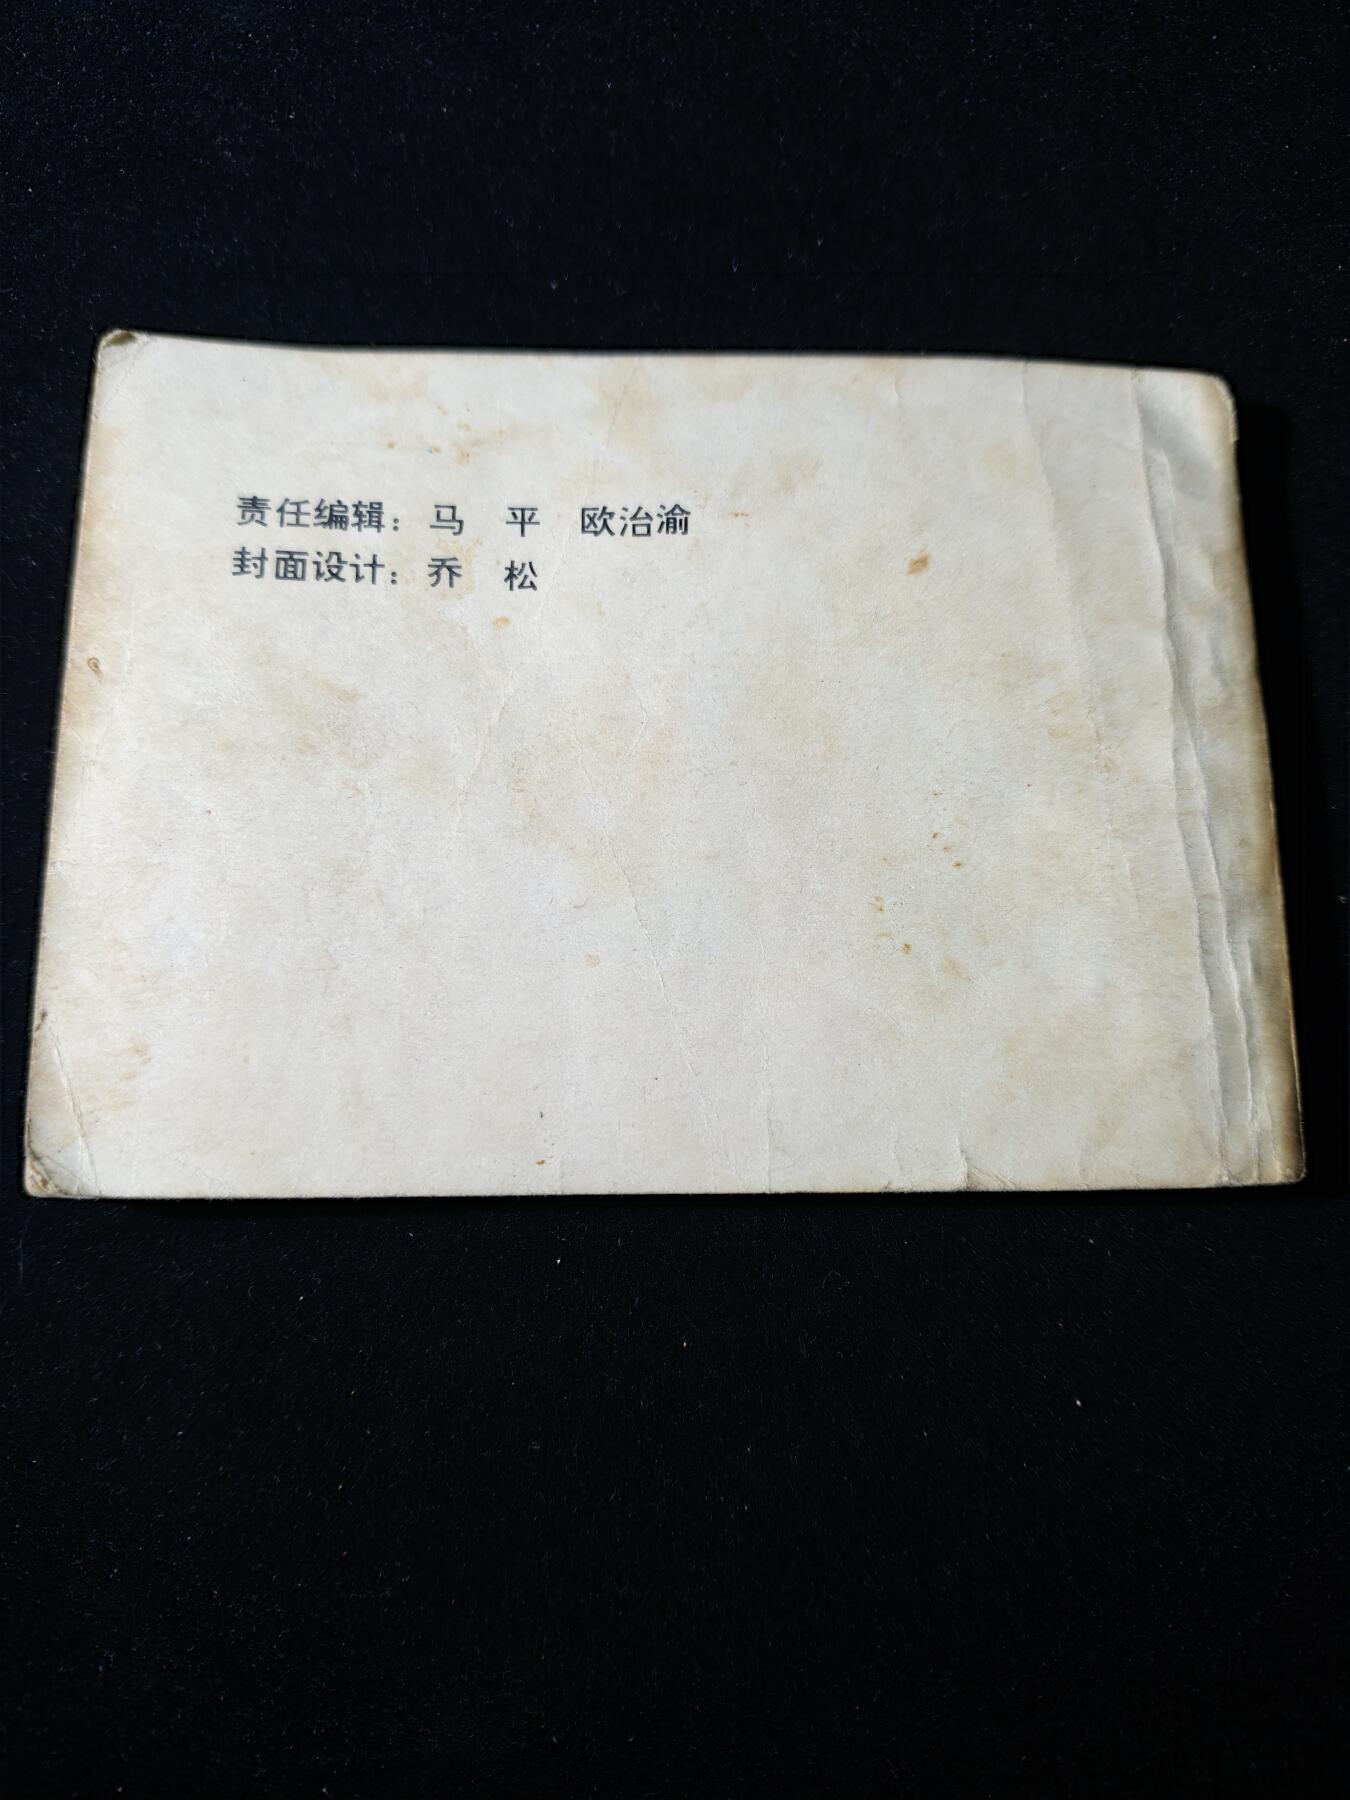 责任编辑：马　平　欧治渝
封面设计：乔　松